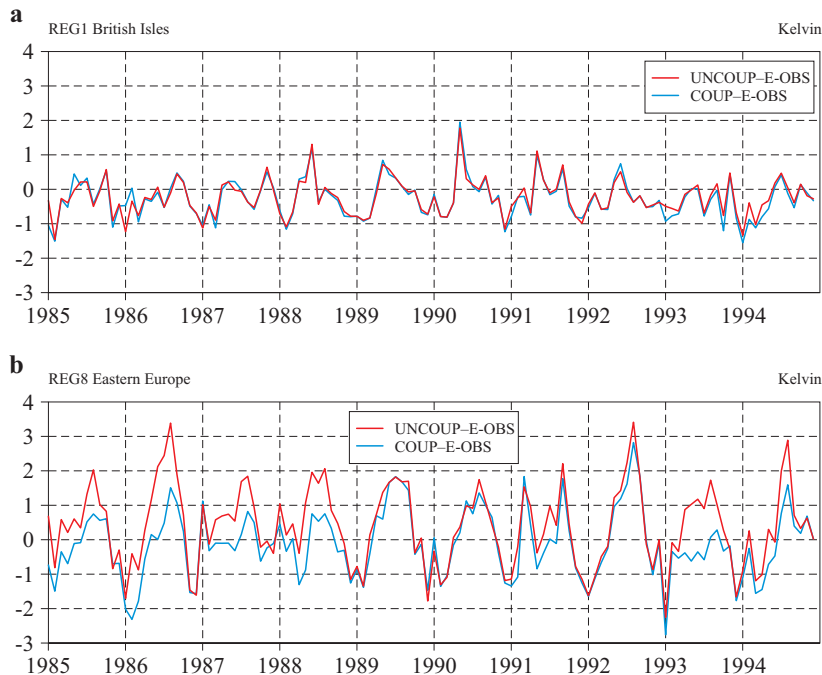 a
REG1 British Isles
Kelvin
4
3
2
1
0
-1
-2
-3
UNCOUP–E-OBS
COUP–E-OBS
1985 1986 1987 1988 1989 1990 1991 1992 1993 1994
b
REG8 Eastern Europe
Kelvin
4
3
2
1
0
-1
-2
-3
UNCOUP–E-OBS
COUP–E-OBS
1985 1986 1987 1988 1989 1990 1991 1992 1993 1994